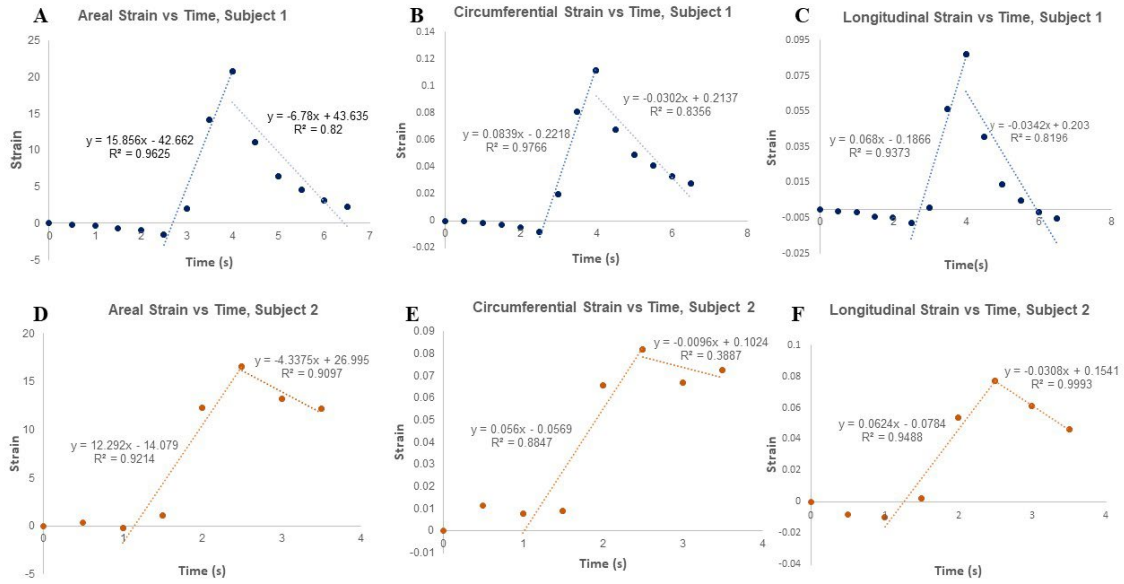 A
Areal Strain vs Time, Subject 1
25
20
15
10
5
0
-5
0 1 2 3 4 5 6 7
Strain
Time (s)
y = 15.856x - 42.662
R² = 0.9625
y = -6.78x + 43.635
R² = 0.82
B
Circumferential Strain vs Time, Subject 1
0.14
0.12
0.1
0.08
0.06
0.04
0.02
0
-0.02
0 2 4 6 8
Strain
Time (s)
y = 0.0839x - 0.2218
R² = 0.9766
y = -0.0302x + 0.2137
R² = 0.8356
C
Longitudinal Strain vs Time, Subject 1
0.095
0.075
0.055
0.035
0.015
-0.005
-0.025
0 2 4 6 8
Strain
Time(s)
y = 0.068x - 0.1866
R² = 0.9373
y = -0.0342x + 0.203
R² = 0.8196
D
Areal Strain vs Time, Subject 2
20
15
10
5
0
-5
0 1 2 3 4
Strain
Time (s)
y = 12.292x - 14.079
R² = 0.9214
y = -4.3375x + 26.995
R² = 0.9097
E
Circumferential Strain vs Time, Subject 2
0.09
0.08
0.07
0.06
0.05
0.04
0.03
0.02
0.01
0
-0.01
0 1 2 3 4
Strain
Time (s)
y = 0.056x - 0.0569
R² = 0.8847
y = -0.0096x + 0.1024
R² = 0.3887
F
Longitudinal Strain vs Time, Subject 2
0.1
0.08
0.06
0.04
0.02
0
-0.02
-0.04
0 1 2 3 4
Strain
Time (s)
y = 0.0624x - 0.0784
R² = 0.9488
y = -0.0308x + 0.1541
R² = 0.9993